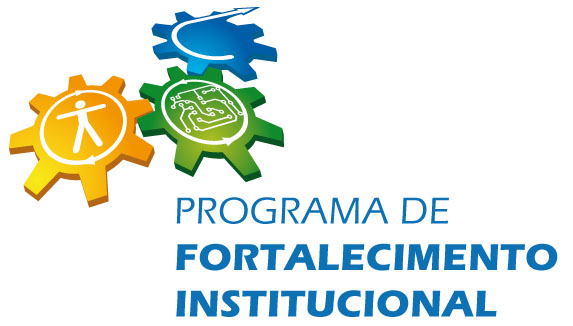 PROGRAMA DE
FORTALECIMENTO
INSTITUCIONAL